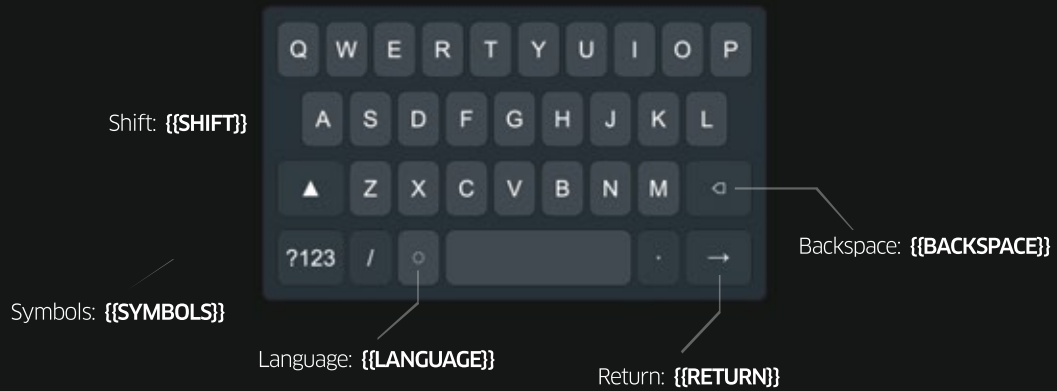 Q W E R T Y U I O P
Shift: {{SHIFT}} A S D F G H J K L
▲ Z X C V B N M
?123 / . →
Backspace: {{BACKSPACE}}
Symbols: {{SYMBOLS}}
Language: {{LANGUAGE}}
Return: {{RETURN}}